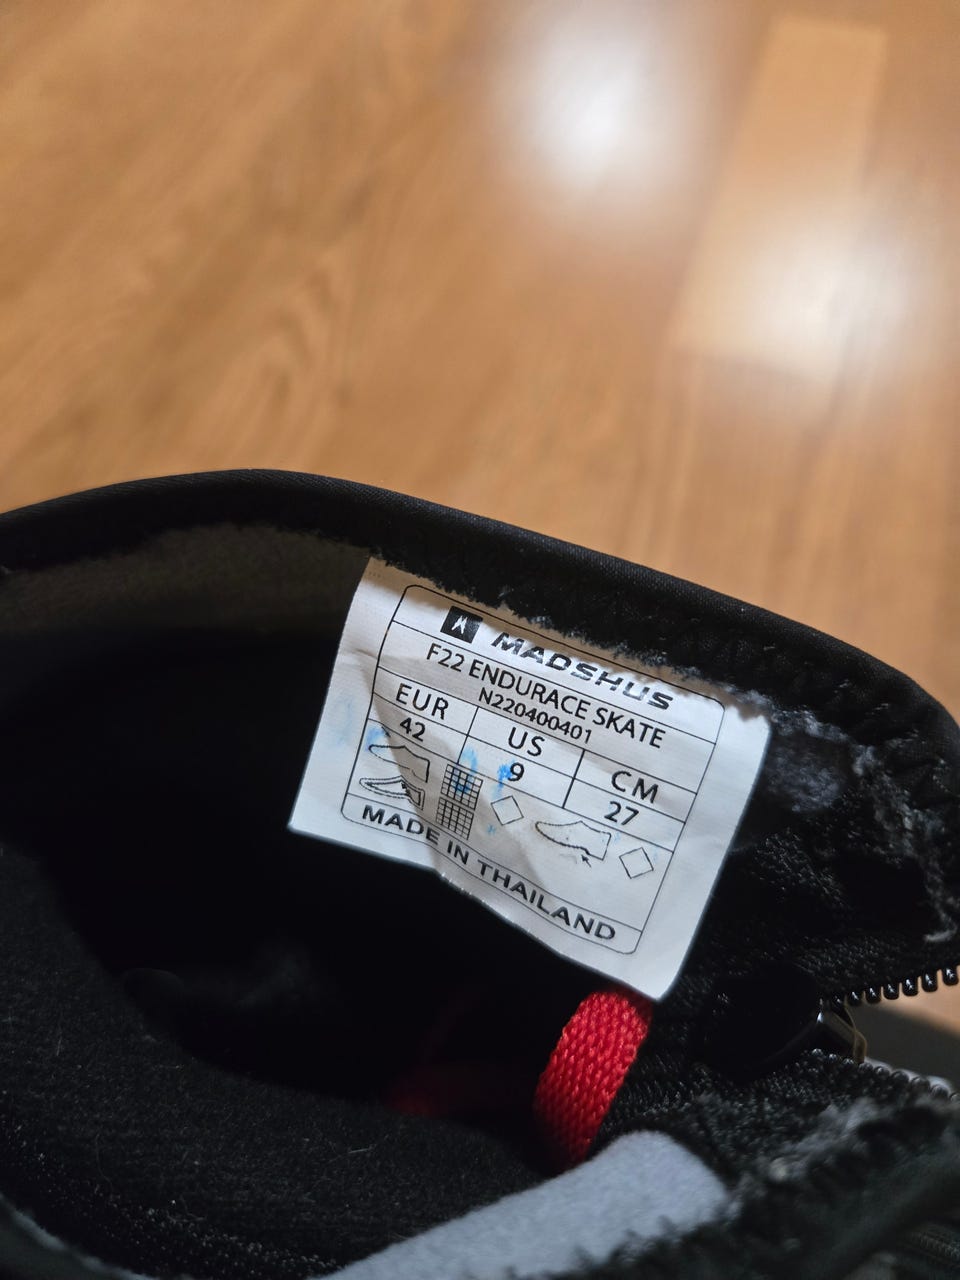 MADSHUS
F22 ENDURACE SKATE
N220400401
EUR US CM
42 9 27
MADE IN THAILAND